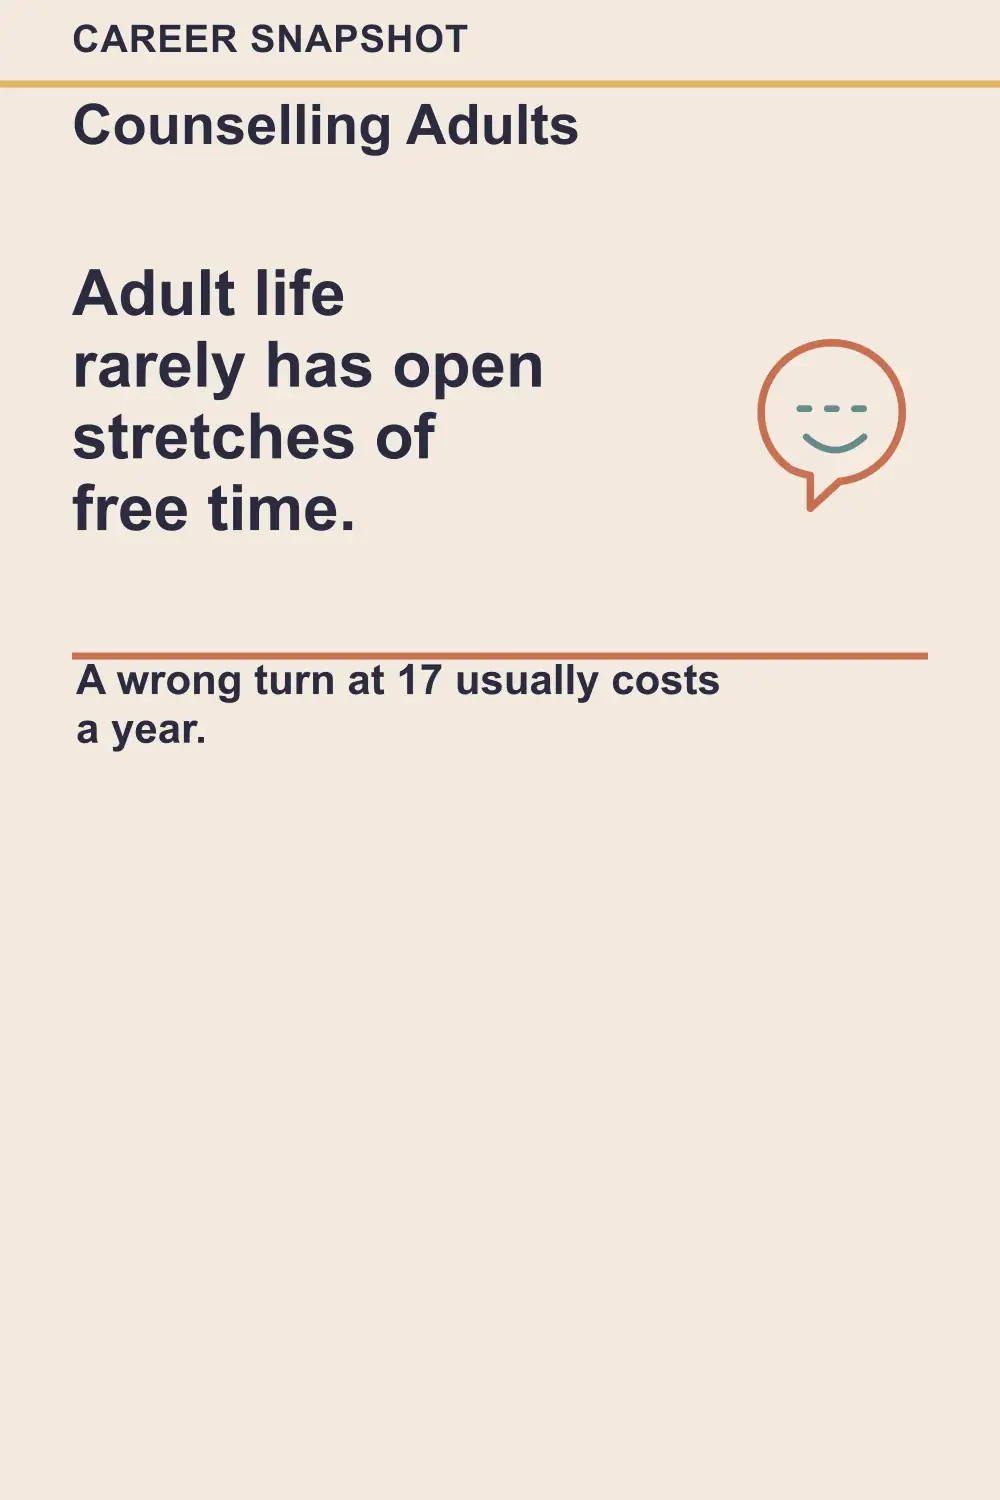 CAREER SNAPSHOT
Counselling Adults
Adult life
rarely has open
stretches of
free time.
A wrong turn at 17 usually costs
a year.